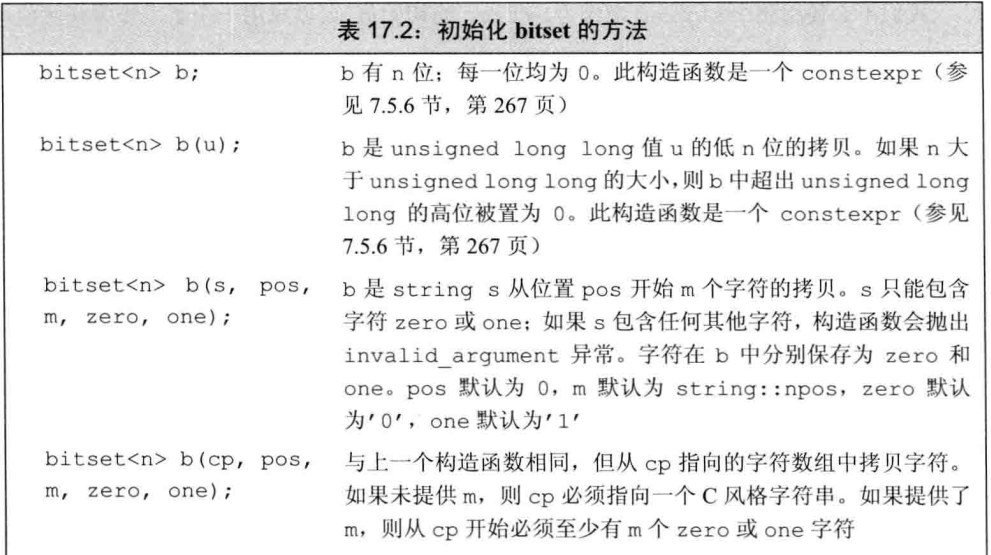 表 17.2：初始化 bitset 的方法
bitset<n> b;
b 有 n 位；每一位均为 0。此构造函数是一个 constexpr（参
见 7.5.6 节，第 267 页）
bitset<n> b(u);
b 是 unsigned long long 值 u 的低 n 位的拷贝。如果 n 大
于 unsigned long long 的大小，则 b 中超出 unsigned long
long 的高位被置为 0。此构造函数是一个 constexpr（参见
7.5.6 节，第 267 页）
bitset<n> b(s, pos,
m, zero, one);
b 是 string s 从位置 pos 开始 m 个字符的拷贝。s 只能包含
字符 zero 或 one；如果 s 包含任何其他字符，构造函数会抛出
invalid_argument 异常。字符在 b 中分别保存为 zero 和
one。pos 默认为 0，m 默认为 string::npos，zero 默认
为'0'，one 默认为'1'
bitset<n> b(cp, pos,
m, zero, one);
与上一个构造函数相同，但从 cp 指向的字符数组中拷贝字符。
如果未提供 m，则 cp 必须指向一个 C 风格字符串。如果提供了
m，则从 cp 开始必须至少有 m 个 zero 或 one 字符